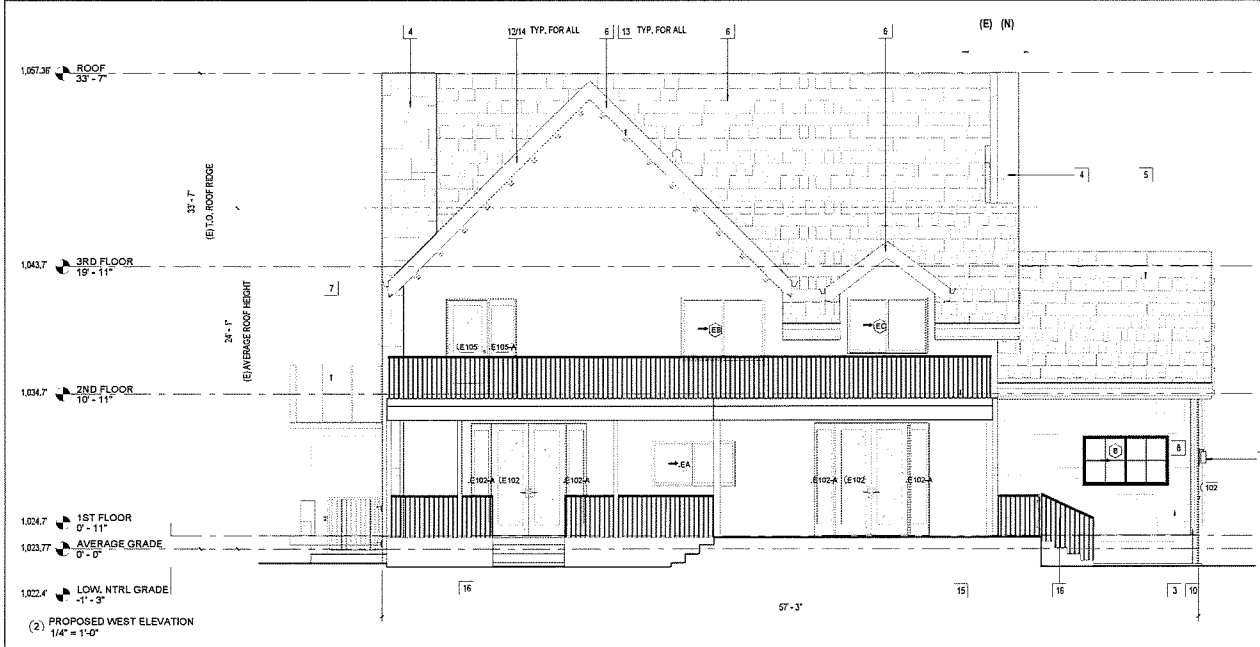 (E) (N)
4
12/14 TYP. FOR ALL
6
13 TYP. FOR ALL
6
6
1,057.36'
ROOF
33' - 7"
33' - 7"
(E) T.O. ROOF RIDGE
4
5
1,043.7'
3RD FLOOR
19' - 11"
7
24' - 1"
(E) AVERAGE ROOF HEIGHT
E105
E105-A
EB
EC
1,034.7'
2ND FLOOR
10' - 11"
E102-A
E102
E102-A
EA
E102-A
E102
E102-A
B
8
102
1,024.7'
1ST FLOOR
0' - 11"
1,023.77'
AVERAGE GRADE
0' - 0"
1,022.4'
LOW. NTRL GRADE
-1' - 3"
16
15
16
3
10
57' - 3"
2
PROPOSED WEST ELEVATION
1/4" = 1'-0"